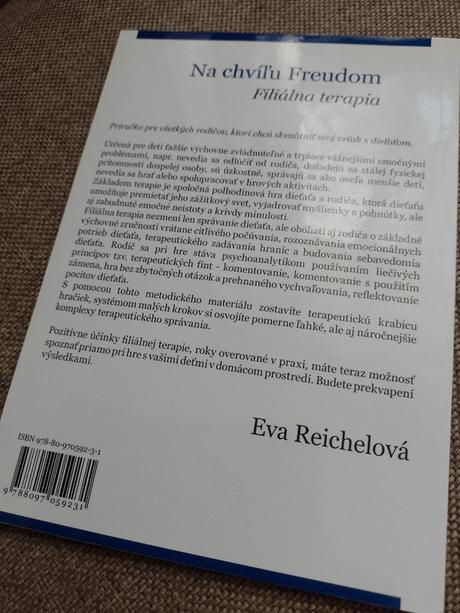 Na chvíľu Freudom
Filiálna terapia
Príručka pre všetkých rodičov, ktorí chcú skvalitniť svoj vzťah s dieťaťom.
Určená pre deti ťažšie výchovne zvládnuteľné a trpiace vážnejšími emočnými
problémami, napr. nevedia sa odlúčiť od rodiča, dožadujú sa stálej fyzickej
prítomnosti dospelej osoby, sú úzkostné, správajú sa ako oveľa menšie deti,
nevedia sa hrať alebo spolupracovať v hrových aktivitách.
Základom terapie je spoločná polhodinová hra dieťaťa a rodiča, ktorá dieťaťu
umožňuje premietať jeho zážitkový svet, vyjadrovať myšlienky a pohnútky, ale
aj zabudnuté emočné neistoty a krivdy minulosti.
Filiálna terapia nezmení len správanie dieťaťa, ale obohatí aj rodiča o základné
výchovné zručnosti vrátane citlivého počúvania, rozoznávania emocionálnych
potrieb dieťaťa, terapeutického zadávania hraníc a budovania sebavedomia
dieťaťa. Rodič sa pri hre stáva psychoanalytikom používaním liečivých
princípov tzv. terapeutických fínt - komentovanie, komentovanie s použitím
zámena, hra bez zbytočných otázok a prehnaného vychvaľovania, reflektovanie
pocitov dieťaťa.
S pomocou tohto metodického materiálu zostavíte terapeutickú krabicu
hračiek, systémom malých krokov si osvojíte pomerne ľahké, ale aj náročnejšie
komplexy terapeutického správania.
Pozitívne účinky filiálnej terapie, roky overované v praxi, máte teraz možnosť
spoznať priamo pri hre s vašimi deťmi v domácom prostredí. Budete prekvapení
výsledkami.
Eva Reichelová
ISBN 978-80-970592-3-1
9 788097 059231